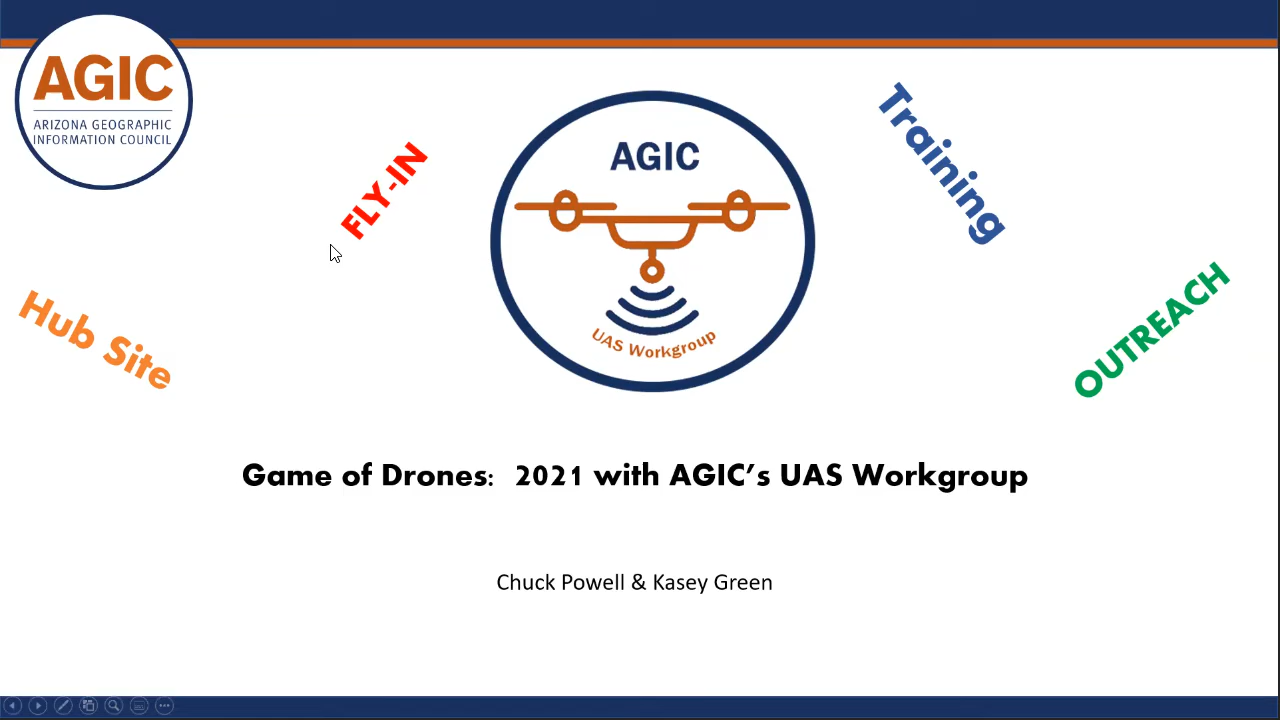 AGIC
ARIZONA GEOGRAPHIC
INFORMATION COUNCIL
FLY-IN
Hub Site
AGIC
UAS Workgroup
Training
OUTREACH
Game of Drones:  2021 with AGIC’s UAS Workgroup
Chuck Powell & Kasey Green